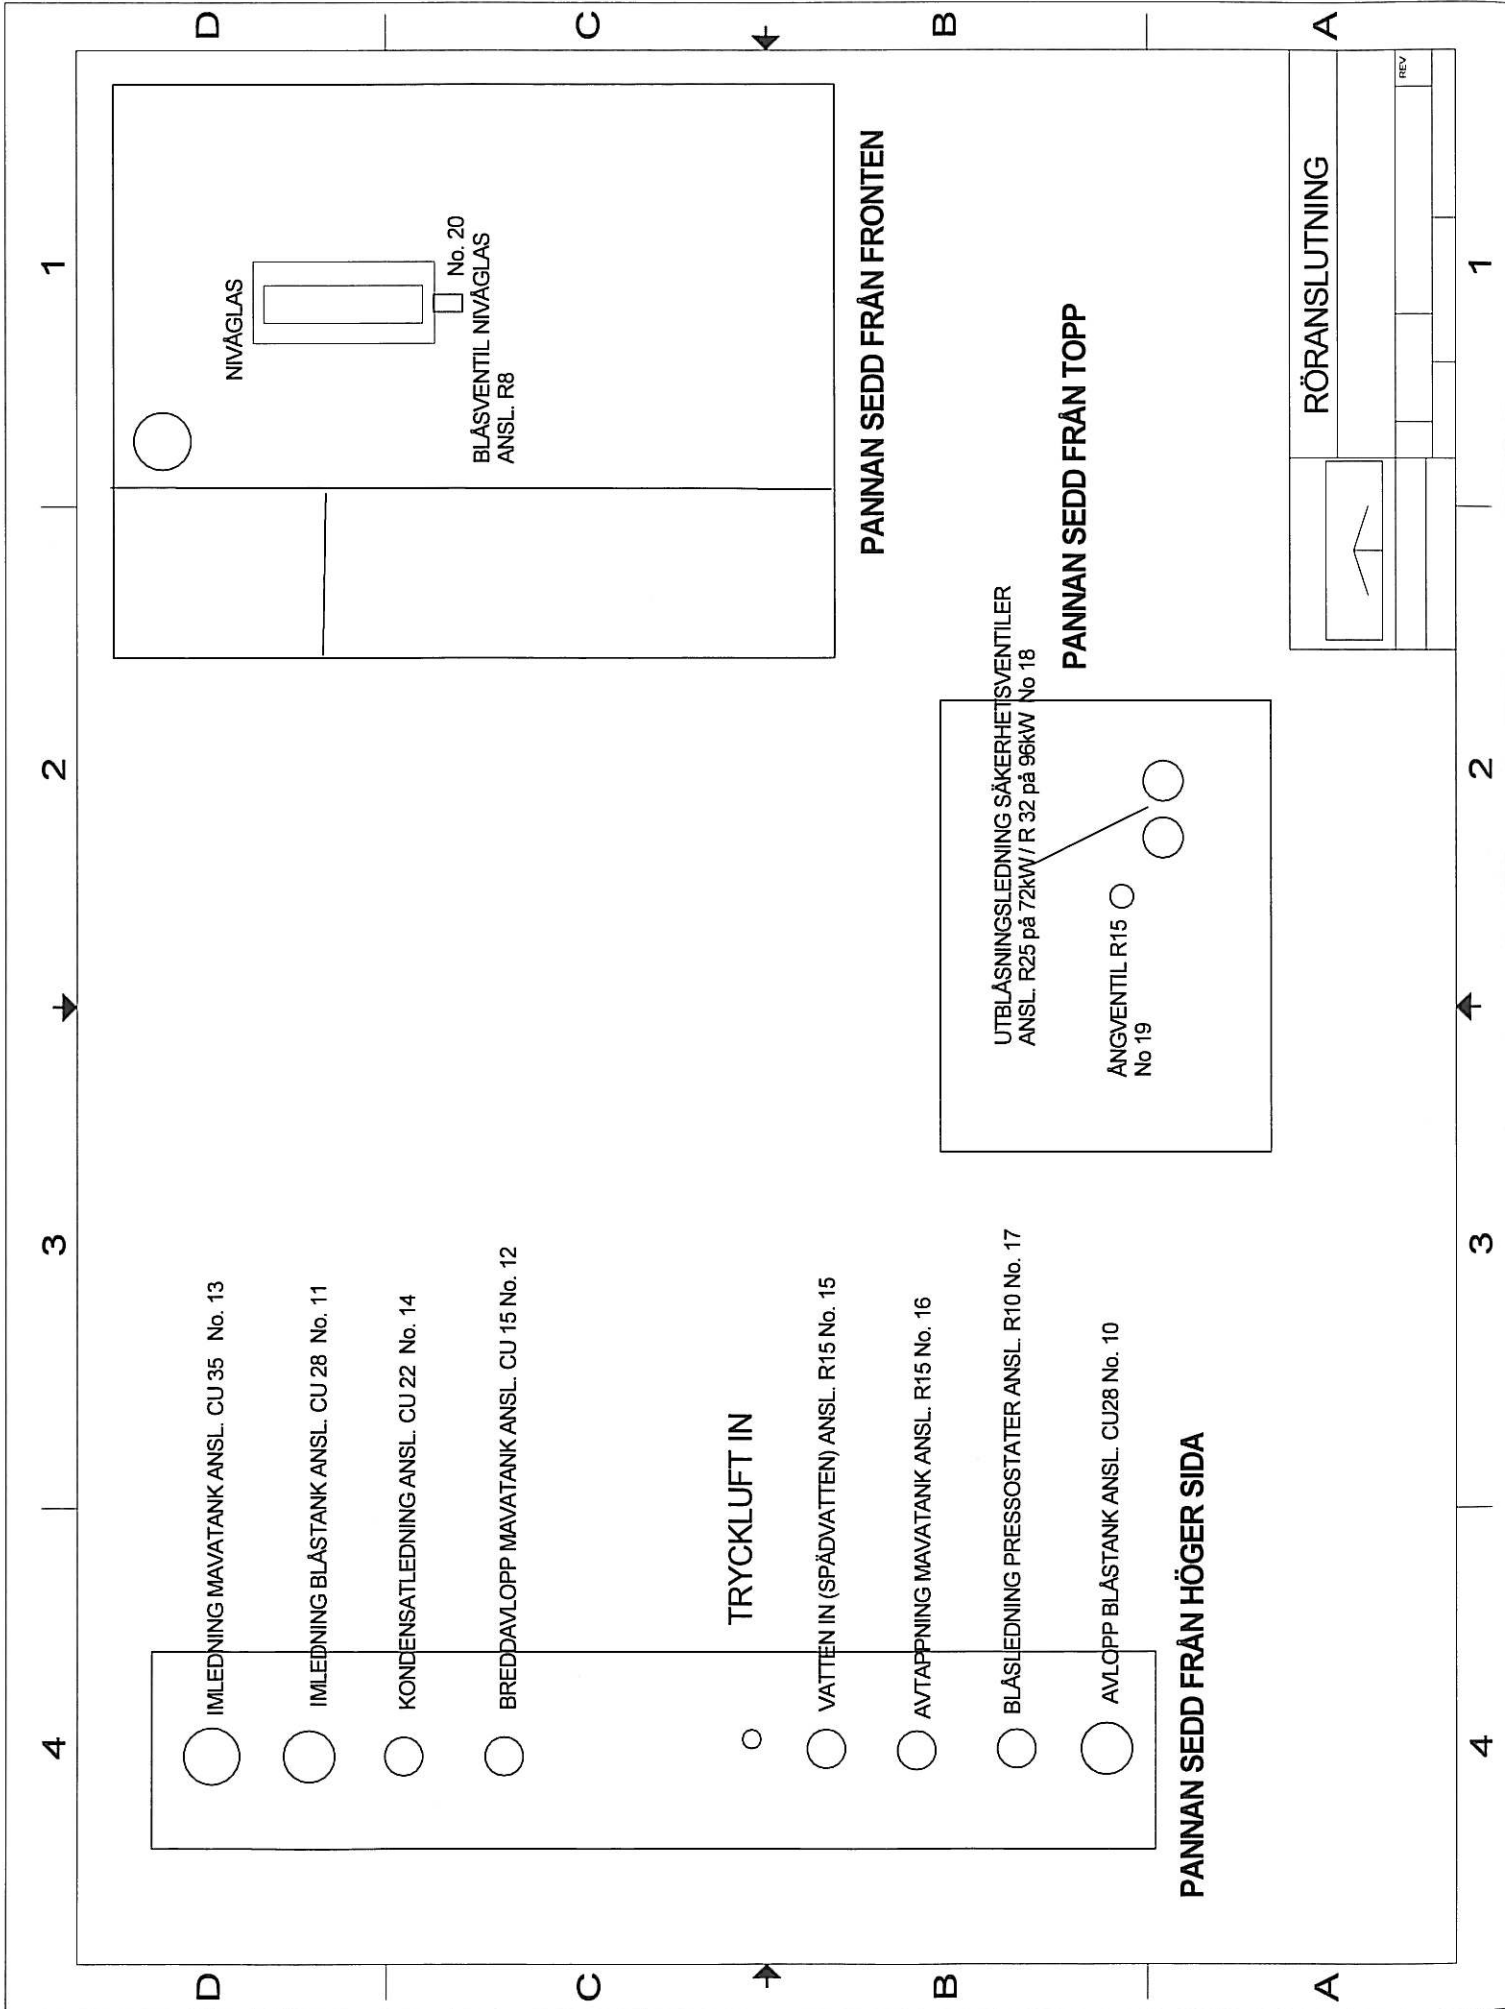 4
3
2
1
D
C
B
A
IMLEDNING MAVATANK ANSL. CU 35 No. 13
IMLEDNING BLÅSTANK ANSL. CU 28 No. 11
KONDENSATLEDNING ANSL. CU 22 No. 14
BREDDAVLOPP MAVATANK ANSL. CU 15 No. 12
TRYCKLUFT IN
VATTEN IN (SPÄDVATTEN) ANSL. R15 No. 15
AVTAPPNING MAVATANK ANSL. R15 No. 16
BLÅSLEDNING PRESSOSTATER ANSL. R10 No. 17
AVLOPP BLÅSTANK ANSL. CU28 No. 10
PANNAN SEDD FRÅN HÖGER SIDA
NIVÅGLAS
No. 20
BLÅSVENTIL NIVÅGLAS
ANSL. R8
PANNAN SEDD FRÅN FRONTEN
UTBLÅSNINGSLEDNING SÄKERHETSVENTILER
ANSL. R25 på 72kW / R 32 på 96kW No 18
ÅNGVENTIL R15
No 19
PANNAN SEDD FRÅN TOPP
RÖRANSLUTNING
REV
D
C
B
A
4
3
2
1